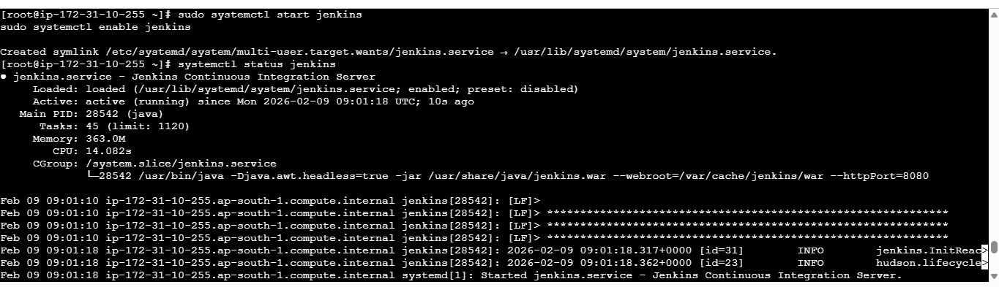 [root@ip-172-31-10-255 ~]# sudo systemctl start jenkins
sudo systemctl enable jenkins
Created symlink /etc/systemd/system/multi-user.target.wants/jenkins.service → /usr/lib/systemd/system/jenkins.service.
[root@ip-172-31-10-255 ~]# systemctl status jenkins
● jenkins.service - Jenkins Continuous Integration Server
     Loaded: loaded (/usr/lib/systemd/system/jenkins.service; enabled; preset: disabled)
     Active: active (running) since Mon 2026-02-09 09:01:18 UTC; 10s ago
   Main PID: 28542 (java)
      Tasks: 45 (limit: 1120)
     Memory: 363.0M
        CPU: 14.082s
     CGroup: /system.slice/jenkins.service
             └─28542 /usr/bin/java -Djava.awt.headless=true -jar /usr/share/java/jenkins.war --webroot=/var/cache/jenkins/war --httpPort=8080
Feb 09 09:01:10 ip-172-31-10-255.ap-south-1.compute.internal jenkins[28542]: [LF]>
Feb 09 09:01:10 ip-172-31-10-255.ap-south-1.compute.internal jenkins[28542]: [LF]> *************************************************************
Feb 09 09:01:10 ip-172-31-10-255.ap-south-1.compute.internal jenkins[28542]: [LF]> *************************************************************
Feb 09 09:01:10 ip-172-31-10-255.ap-south-1.compute.internal jenkins[28542]: [LF]> *************************************************************
Feb 09 09:01:18 ip-172-31-10-255.ap-south-1.compute.internal jenkins[28542]: 2026-02-09 09:01:18.317+0000 [id=31]        INFO        jenkins.InitReac>
Feb 09 09:01:18 ip-172-31-10-255.ap-south-1.compute.internal jenkins[28542]: 2026-02-09 09:01:18.362+0000 [id=23]        INFO        hudson.lifecycle>
Feb 09 09:01:18 ip-172-31-10-255.ap-south-1.compute.internal systemd[1]: Started jenkins.service - Jenkins Continuous Integration Server.